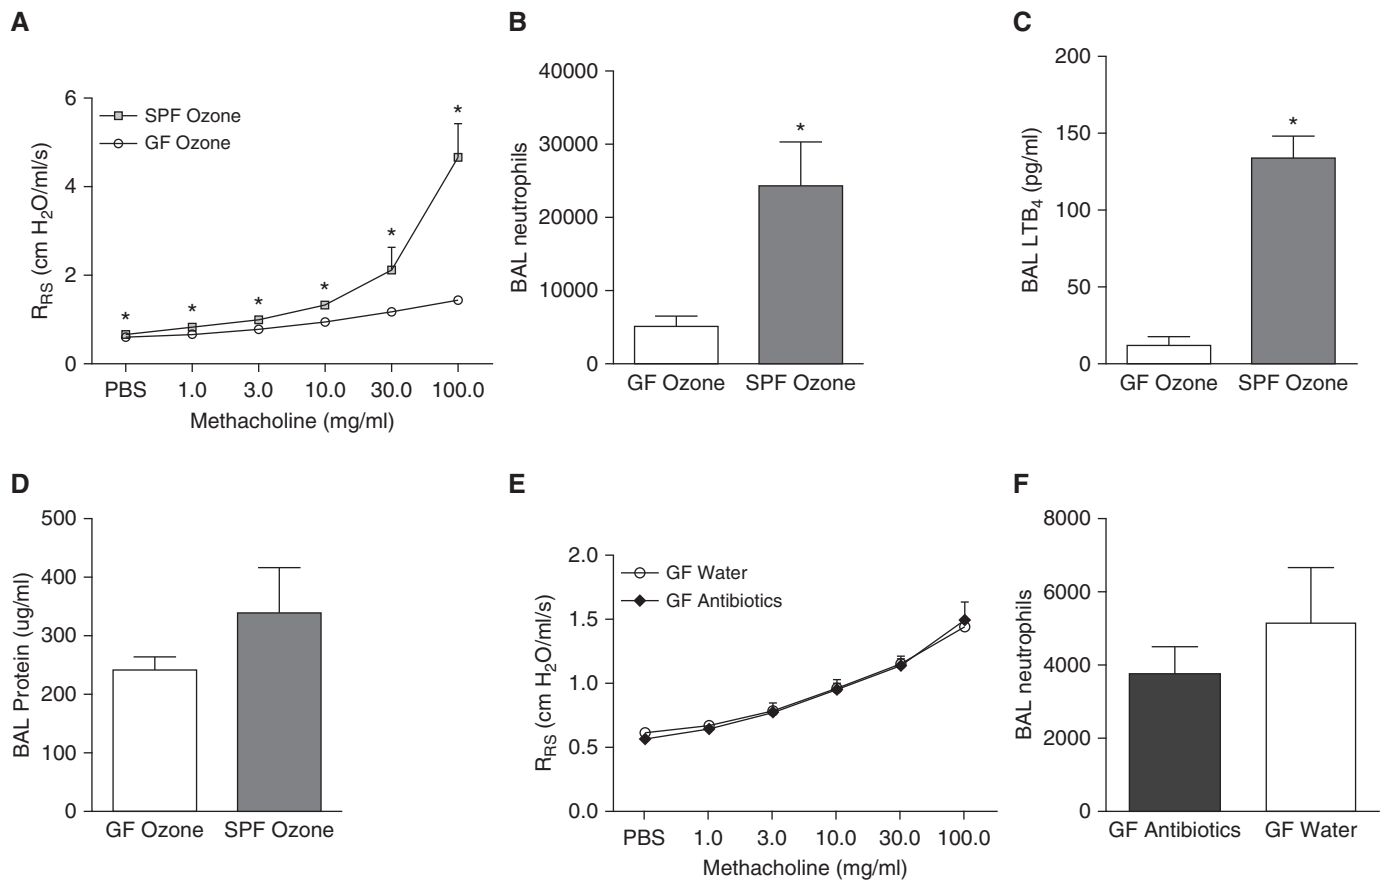 A
RRS (cm H2O/ml/s)
6
4
2
0
SPF Ozone
GF Ozone
*
*
*
*
*
*
PBS 1.0 3.0 10.0 30.0 100.0
Methacholine (mg/ml)
B
BAL neutrophils
40000
30000
20000
10000
0
*
GF Ozone SPF Ozone
C
BAL LTB4 (pg/ml)
200
150
100
50
0
*
GF Ozone SPF Ozone
D
BAL Protein (ug/ml)
500
400
300
200
100
0
GF Ozone SPF Ozone
E
RRS (cm H2O/ml/s)
2.0
1.5
1.0
0.5
0.0
GF Water
GF Antibiotics
PBS 1.0 3.0 10.0 30.0 100.0
Methacholine (mg/ml)
F
BAL neutrophils
8000
6000
4000
2000
0
GF Antibiotics GF Water